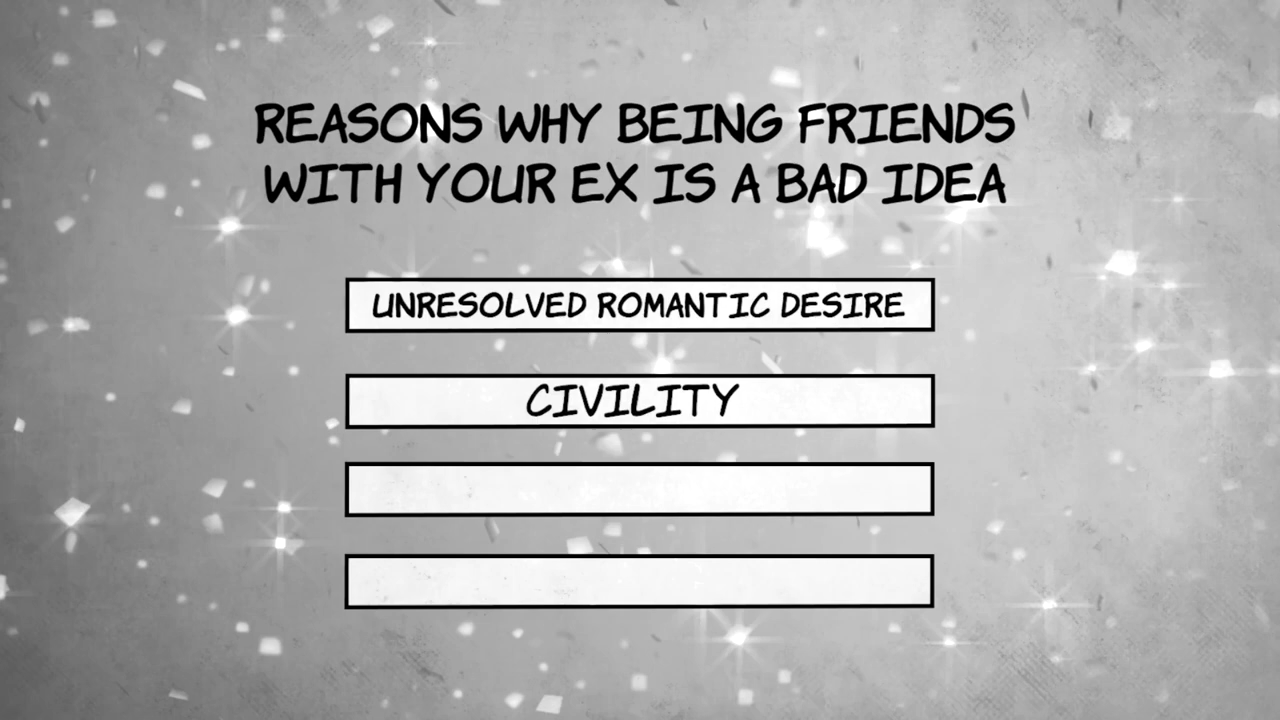 REASONS WHY BEING FRIENDS
WITH YOUR EX IS A BAD IDEA
UNRESOLVED ROMANTIC DESIRE
CIVILITY